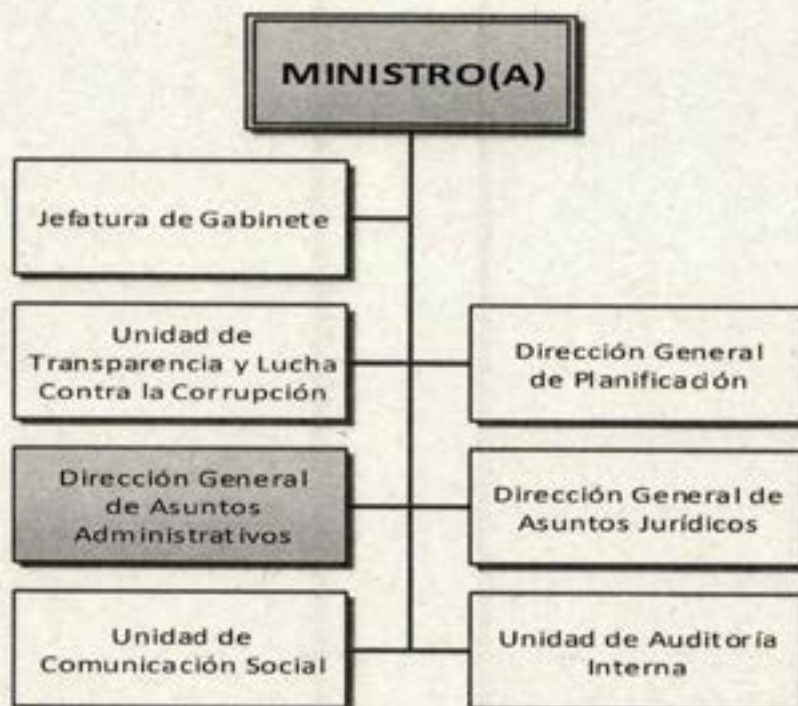 MINISTRO(A)
Jefatura de Gabinete
Unidad de
Transparencia y Lucha
Contra la Corrupción
Dirección General
de Planificación
Dirección General
de Asuntos
Administrativos
Dirección General de
Asuntos Jurídicos
Unidad de
Comunicación Social
Unidad de Auditoría
Interna